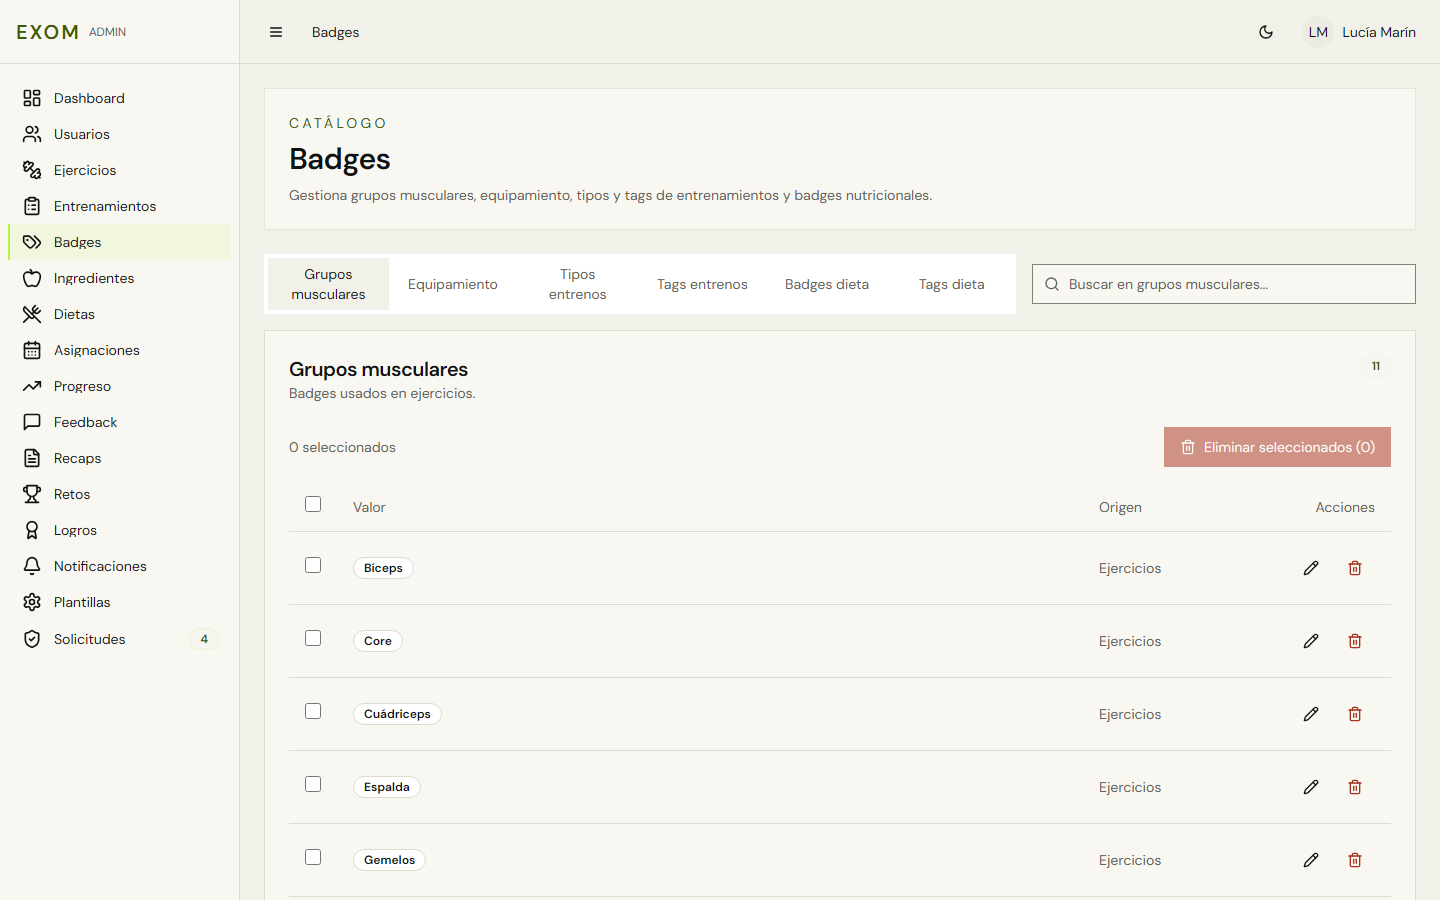 EXOM ADMIN
Badges
LM Lucía Marín
Dashboard
Usuarios
Ejercicios
Entrenamientos
Badges
Ingredientes
Dietas
Asignaciones
Progreso
Feedback
Recaps
Retos
Logros
Notificaciones
Plantillas
Solicitudes 4
CATÁLOGO
Badges
Gestiona grupos musculares, equipamiento, tipos y tags de entrenamientos y badges nutricionales.
Grupos
musculares
Equipamiento
Tipos
entrenos
Tags entrenos
Badges dieta
Tags dieta
Buscar en grupos musculares...
Grupos musculares
11
Badges usados en ejercicios.
0 seleccionados
Eliminar seleccionados (0)
Valor Origen Acciones
Bíceps Ejercicios
Core Ejercicios
Cuádriceps Ejercicios
Espalda Ejercicios
Gemelos Ejercicios